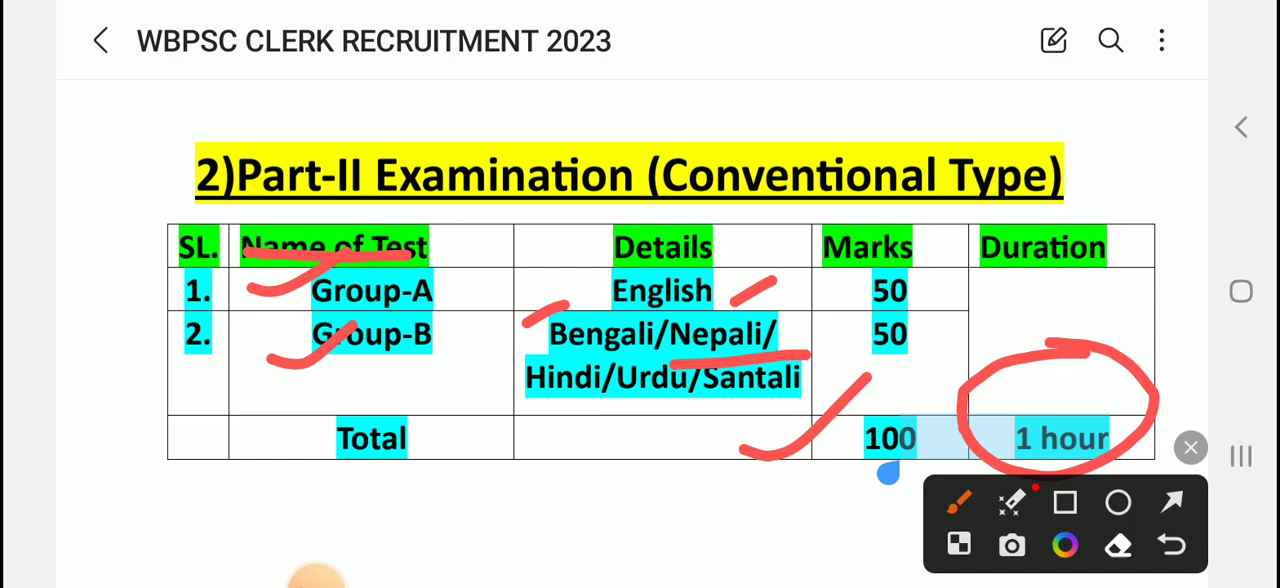 WBPSC CLERK RECRUITMENT 2023
2)Part-II Examination (Conventional Type)
SL. Name of Test Details Marks Duration
1. Group-A English 50
2. Group-B Bengali/Nepali/ 50
Hindi/Urdu/Santali
Total 100 1 hour